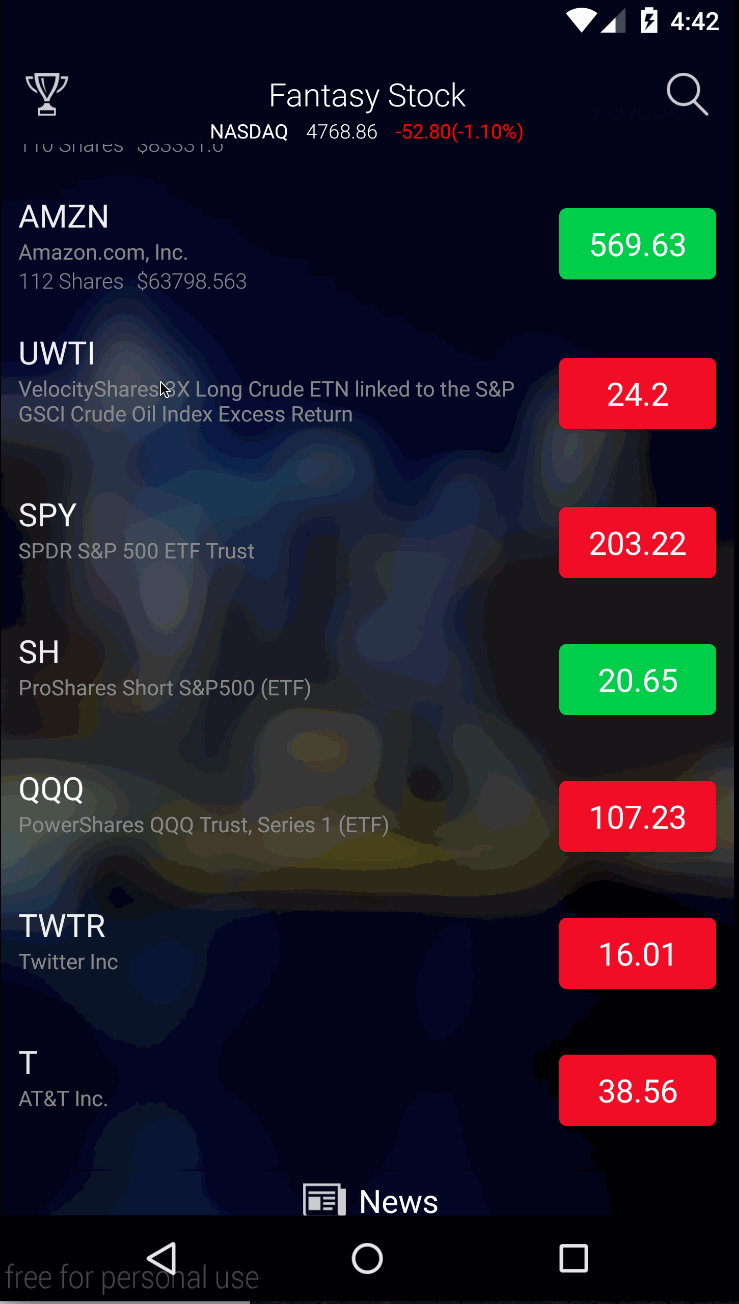 4:42
Fantasy Stock
NASDAQ 4768.86 -52.80(-1.10%)
110 Shares $83331.6
AMZN
Amazon.com, Inc.
569.63
112 Shares $63798.563
UWTI
VelocityShares 3X Long Crude ETN linked to the S&P
GSCI Crude Oil Index Excess Return
24.2
SPY
SPDR S&P 500 ETF Trust
203.22
SH
ProShares Short S&P500 (ETF)
20.65
QQQ
PowerShares QQQ Trust, Series 1 (ETF)
107.23
TWTR
Twitter Inc
16.01
T
AT&T Inc.
38.56
News
free for personal use